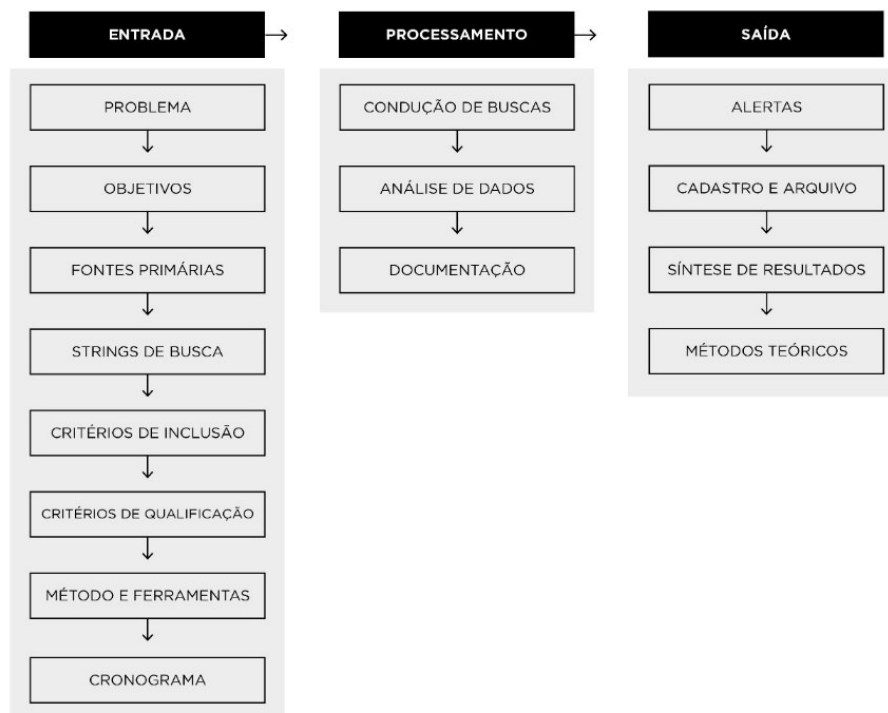 ENTRADA
PROBLEMA
OBJETIVOS
FONTES PRIMÁRIAS
STRINGS DE BUSCA
CRITÉRIOS DE INCLUSÃO
CRITÉRIOS DE QUALIFICAÇÃO
MÉTODO E FERRAMENTAS
CRONOGRAMA
PROCESSAMENTO
CONDUÇÃO DE BUSCAS
ANÁLISE DE DADOS
DOCUMENTAÇÃO
SAÍDA
ALERTAS
CADASTRO E ARQUIVO
SÍNTESE DE RESULTADOS
MÉTODOS TEÓRICOS